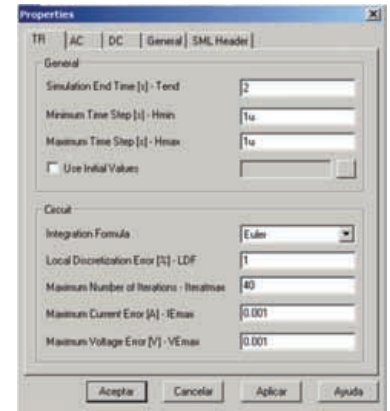 Properties
TR AC DC General SML Header
General
Simulation End Time [s] - Tend 2
Minimum Time Step [s] - Hmin 1u
Maximum Time Step [s] - Hmax 1u
Use Initial Values
Circuit
Integration Formula Euler
Local Discretization Error [%] - LDF 1
Maximum Number of Iterations - Iteratmax 40
Maximum Current Error [A] - IEmax 0.001
Maximum Voltage Error [V] - VEmax 0.001
Aceptar Cancelar Aplicar Ayuda